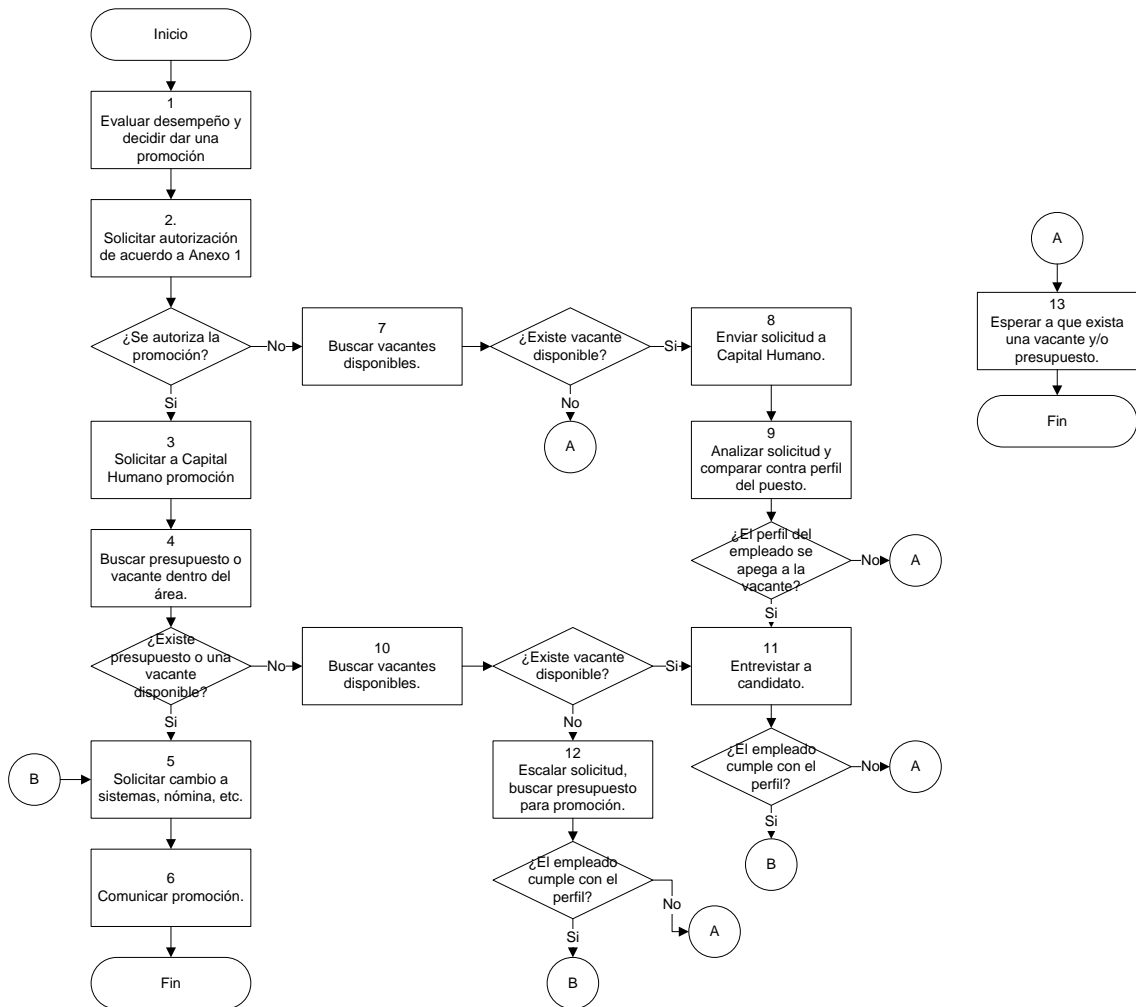 Inicio
1
Evaluar desempeño y
decidir dar una
promoción
2.
Solicitar autorización
de acuerdo a Anexo 1
¿Se autoriza la
promoción?
No
Si
7
Buscar vacantes
disponibles.
¿Existe vacante
disponible?
Si
No
A
8
Enviar solicitud a
Capital Humano.
A
13
Esperar a que exista
una vacante y/o
presupuesto.
Fin
3
Solicitar a Capital
Humano promoción
9
Analizar solicitud y
comparar contra perfil
del puesto.
4
Buscar presupuesto o
vacante dentro del
área.
¿El perfil del
empleado se
apega a la
vacante?
No
A
Si
¿Existe
presupuesto o una
vacante
disponible?
No
Si
10
Buscar vacantes
disponibles.
¿Existe vacante
disponible?
Si
No
11
Entrevistar a
candidato.
B
5
Solicitar cambio a
sistemas, nómina, etc.
12
Escalar solicitud,
buscar presupuesto
para promoción.
¿El empleado
cumple con el
perfil?
No
A
Si
B
6
Comunicar promoción.
¿El empleado
cumple con el
perfil?
No
A
Si
B
Fin